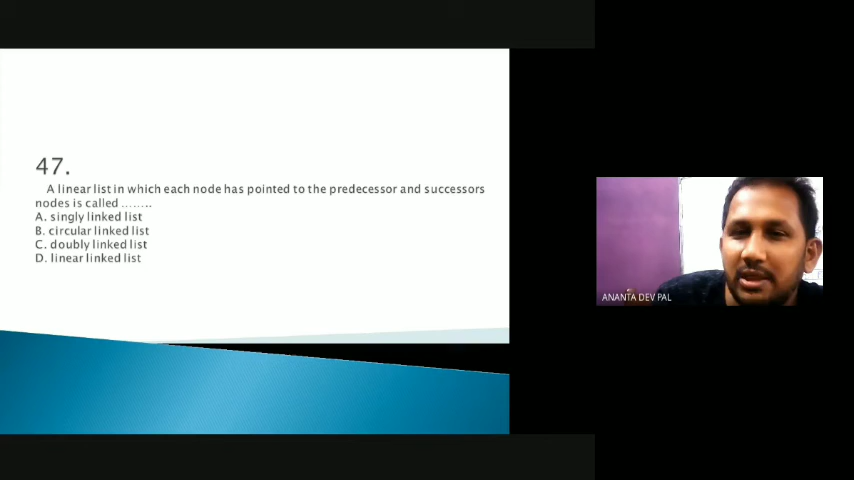 47.
A linear list in which each node has pointed to the predecessor and successors
nodes is called ........
A. singly linked list
B. circular linked list
C. doubly linked list
D. linear linked list
ANANTA DEV PAL